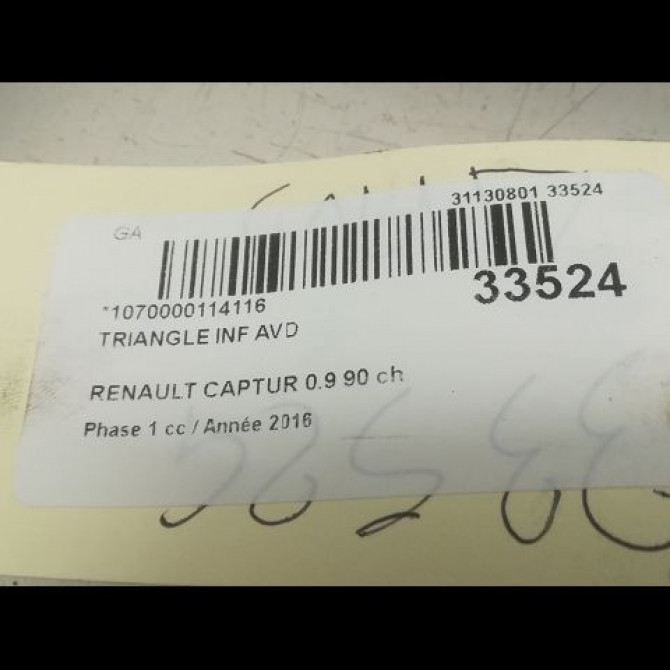 31130801 33524
GA
33524
*1070000114116
TRIANGLE INF AVD
RENAULT CAPTUR 0.9 90 ch
Phase 1 cc / Année 2016